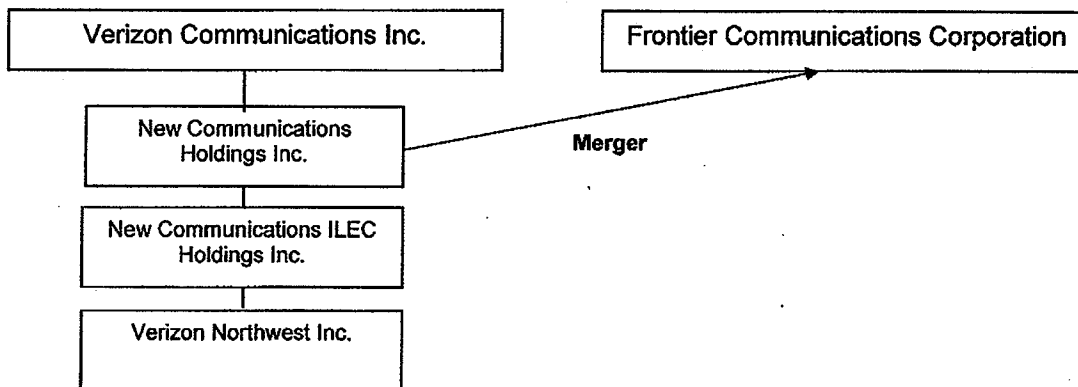 Verizon Communications Inc.
Frontier Communications Corporation
New Communications
Holdings Inc.
Merger
New Communications ILEC
Holdings Inc.
Verizon Northwest Inc.